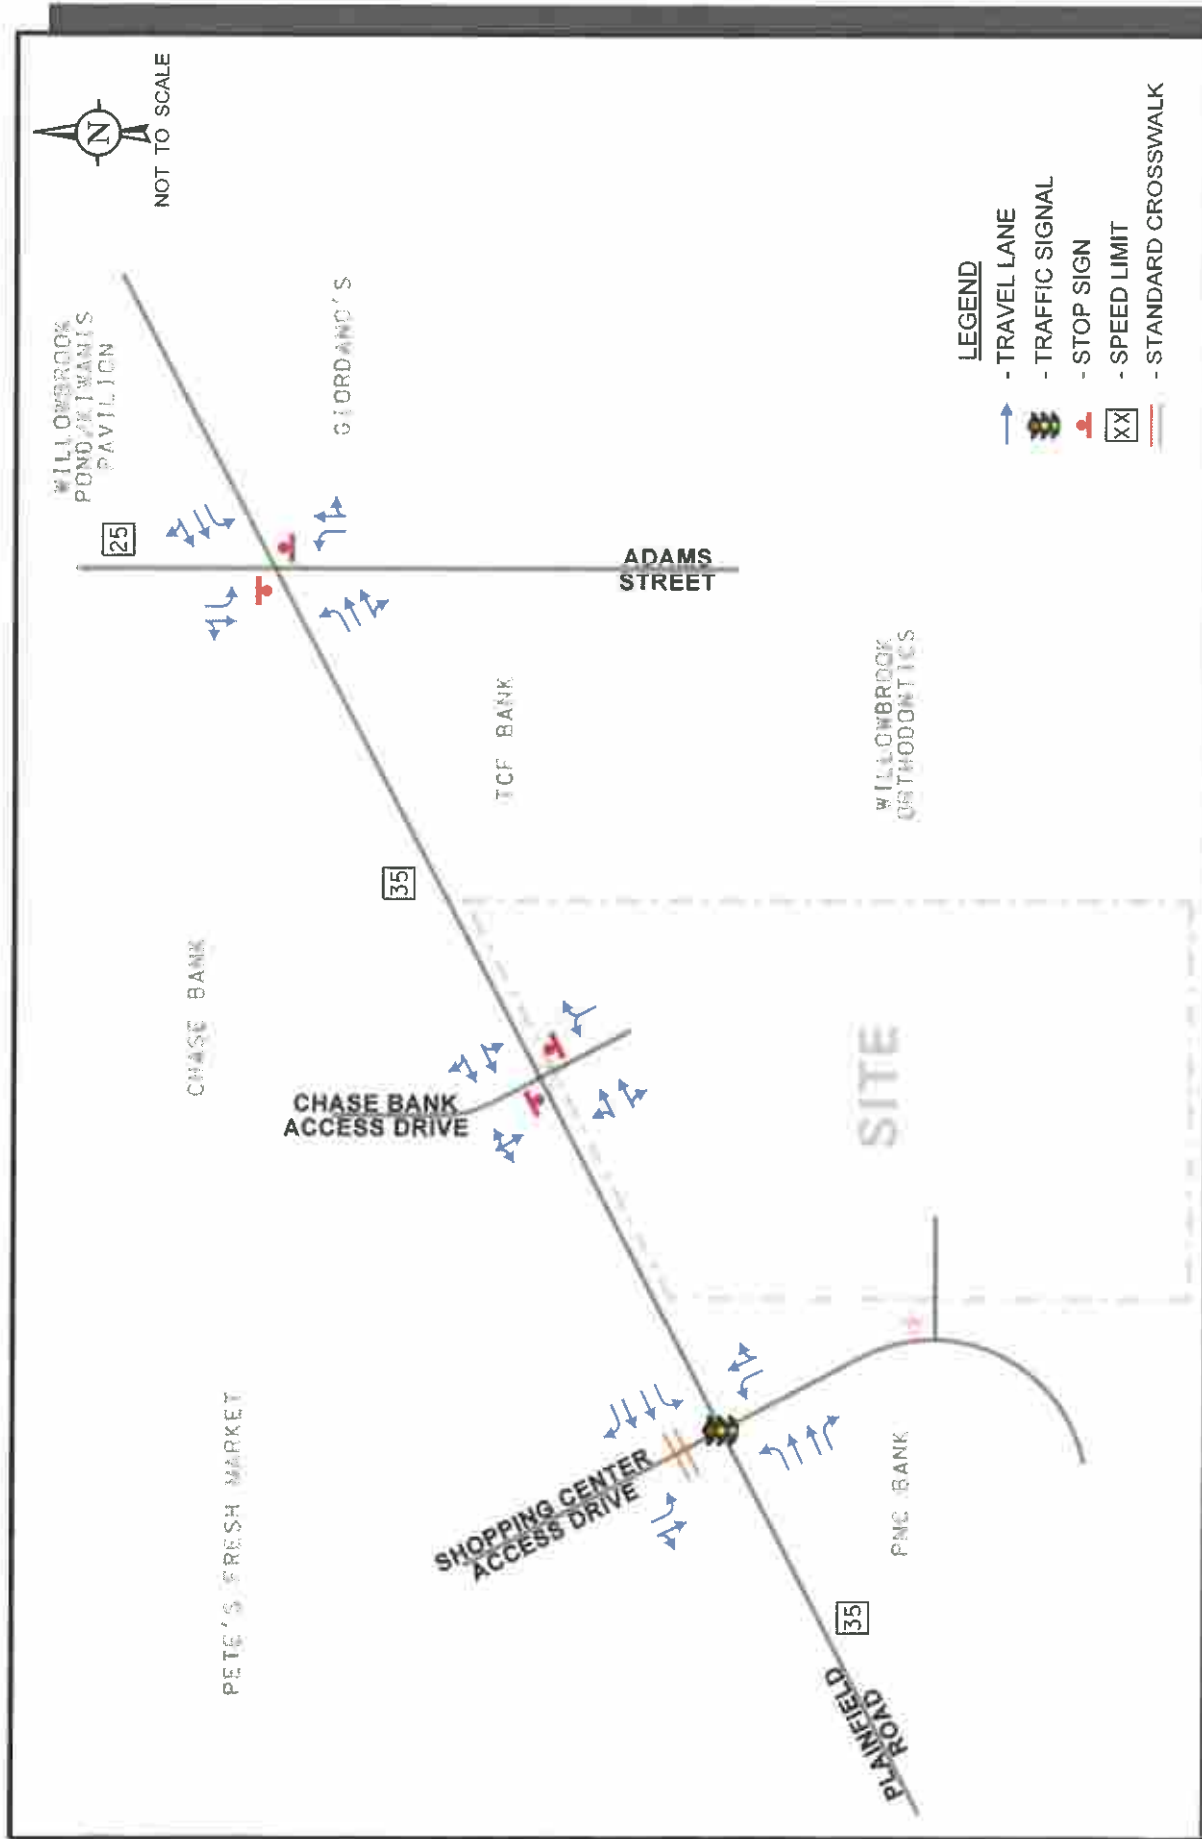 WILLOWBROOK
POND/KIWANIS
PAVILION
N
NOT TO SCALE
25
GIORDANO'S
ADAMS
STREET
TCF BANK
35
CHASE BANK
CHASE BANK
ACCESS DRIVE
WILLOWBROOK
ORTHODONTICS
SITE
PETE'S FRESH MARKET
SHOPPING CENTER
ACCESS DRIVE
PNC BANK
35
PLAINFIELD
ROAD
LEGEND
- TRAVEL LANE
- TRAFFIC SIGNAL
- STOP SIGN
XX - SPEED LIMIT
- STANDARD CROSSWALK